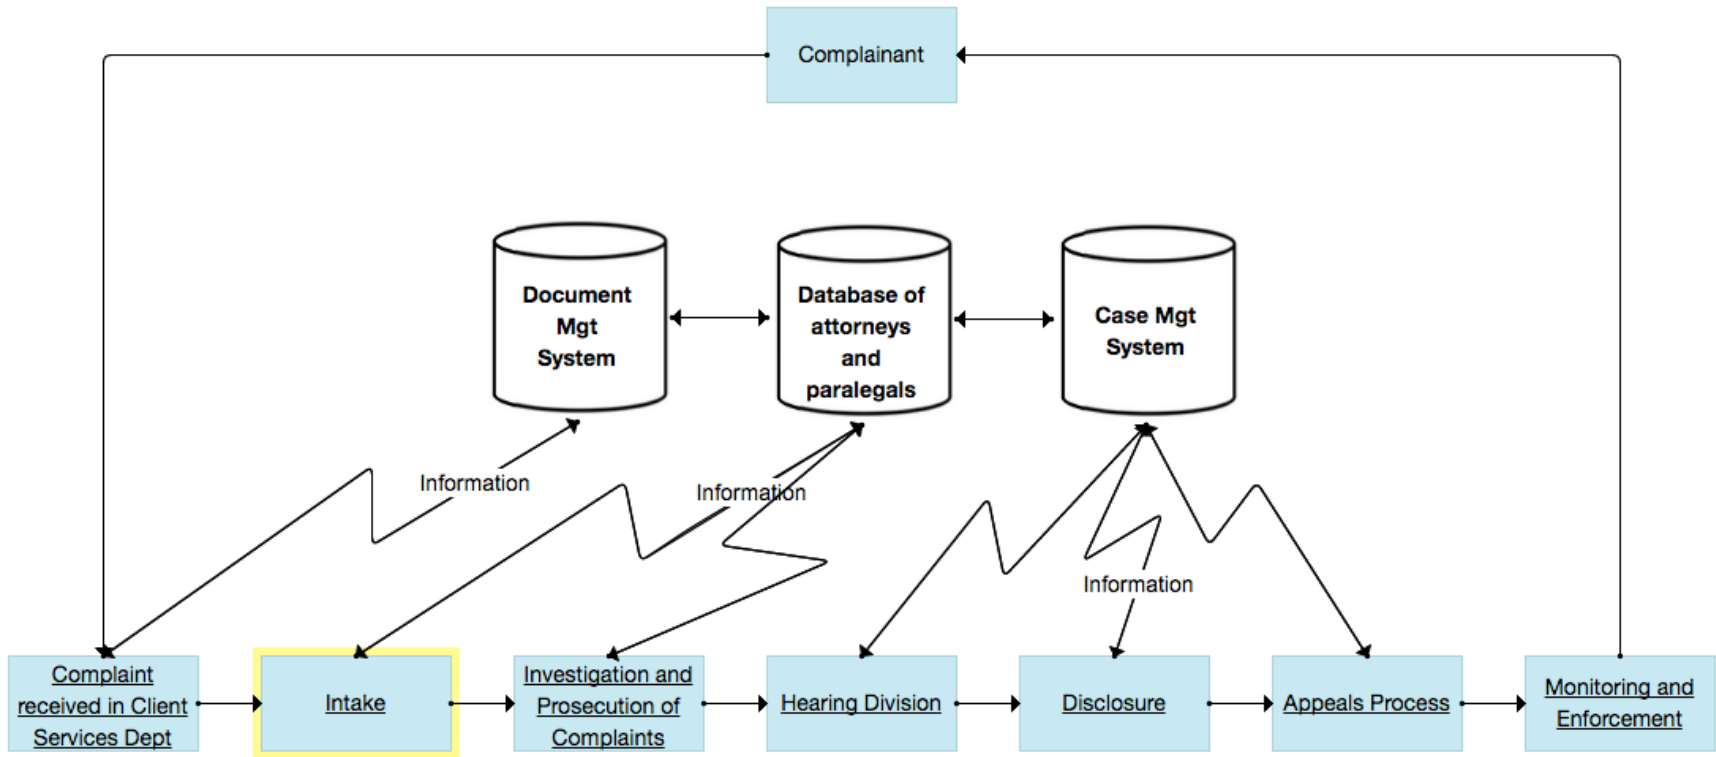 Complainant
Document
Mgt
System
Database of
attorneys
and
paralegals
Case Mgt
System
Information
Information
Information
Complaint
received in Client
Services Dept
Intake
Investigation and
Prosecution of
Complaints
Hearing Division
Disclosure
Appeals Process
Monitoring and
Enforcement